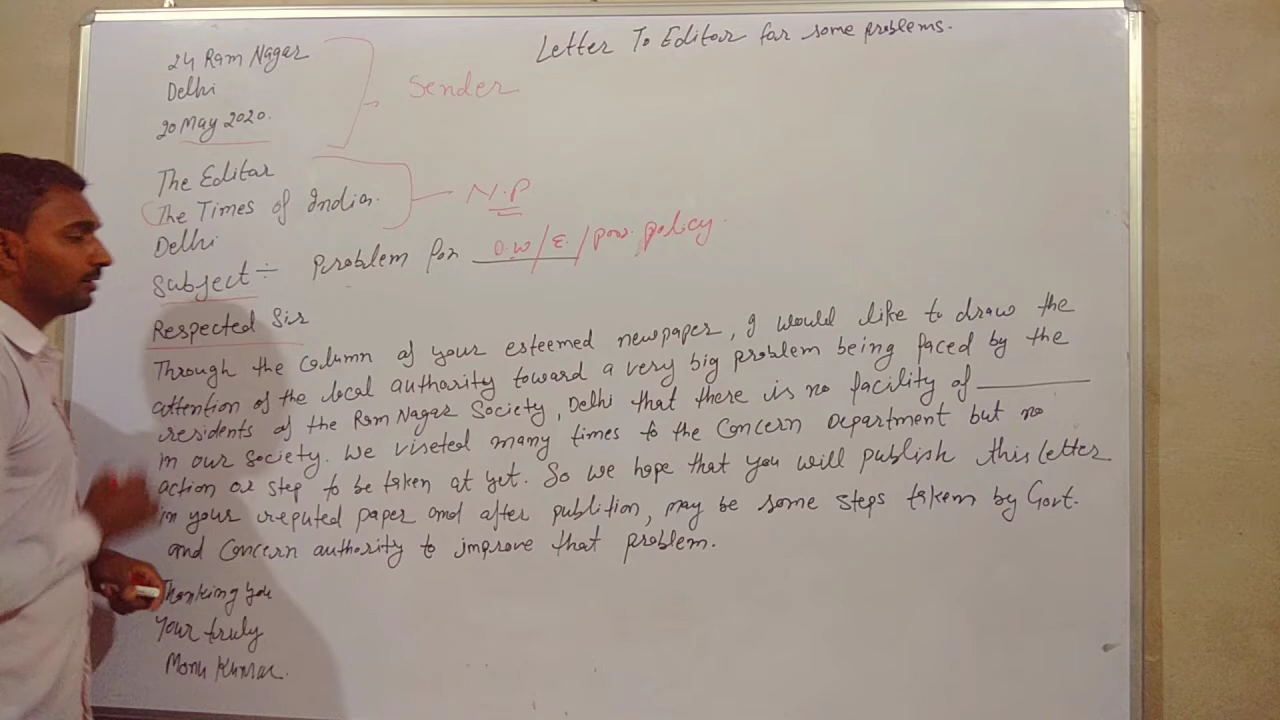 Letter To Editor for some problems.
24 Ram Nagar
Delhi
20 May 2020.
Sender
The Editor
The Times of India.
N.P
Delhi
Subject :- Problem for O.W/E./pow. policy
Respected Sir
Through the column of your esteemed newpaper, I would like to draw the
attention of the local authority toward a very big problem being faced by the
residents of the Ram Nagar Society, Delhi that there is no facility of ________
in our society. We viseted many times to the Concern Department but no
action or step to be taken at yet. So we hope that you will publish this letter
in your reputed paper and after publition, may be some steps taken by Govt.
and Concern authority to improve that problem.
Thanking you
Your truly
Monu Kumar.